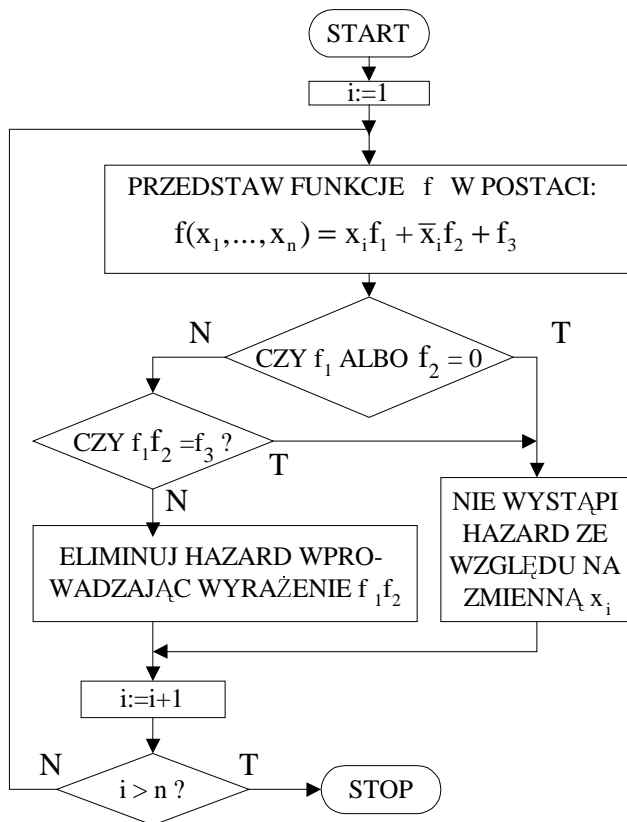 START
i:=1
PRZEDSTAW FUNKCJE f W POSTACI:
f(x₁,...,xₙ) = xᵢf₁ + x̅ᵢf₂ + f₃
N
T
CZY f₁ ALBO f₂ = 0
CZY f₁f₂ =f₃ ?
T
N
NIE WYSTĄPI
HAZARD ZE
WZGLĘDU NA
ZMIENNĄ xᵢ
ELIMINUJ HAZARD WPRO-
WADZAJĄC WYRAŻENIE f₁f₂
i:=i+1
N
T
i > n ?
STOP